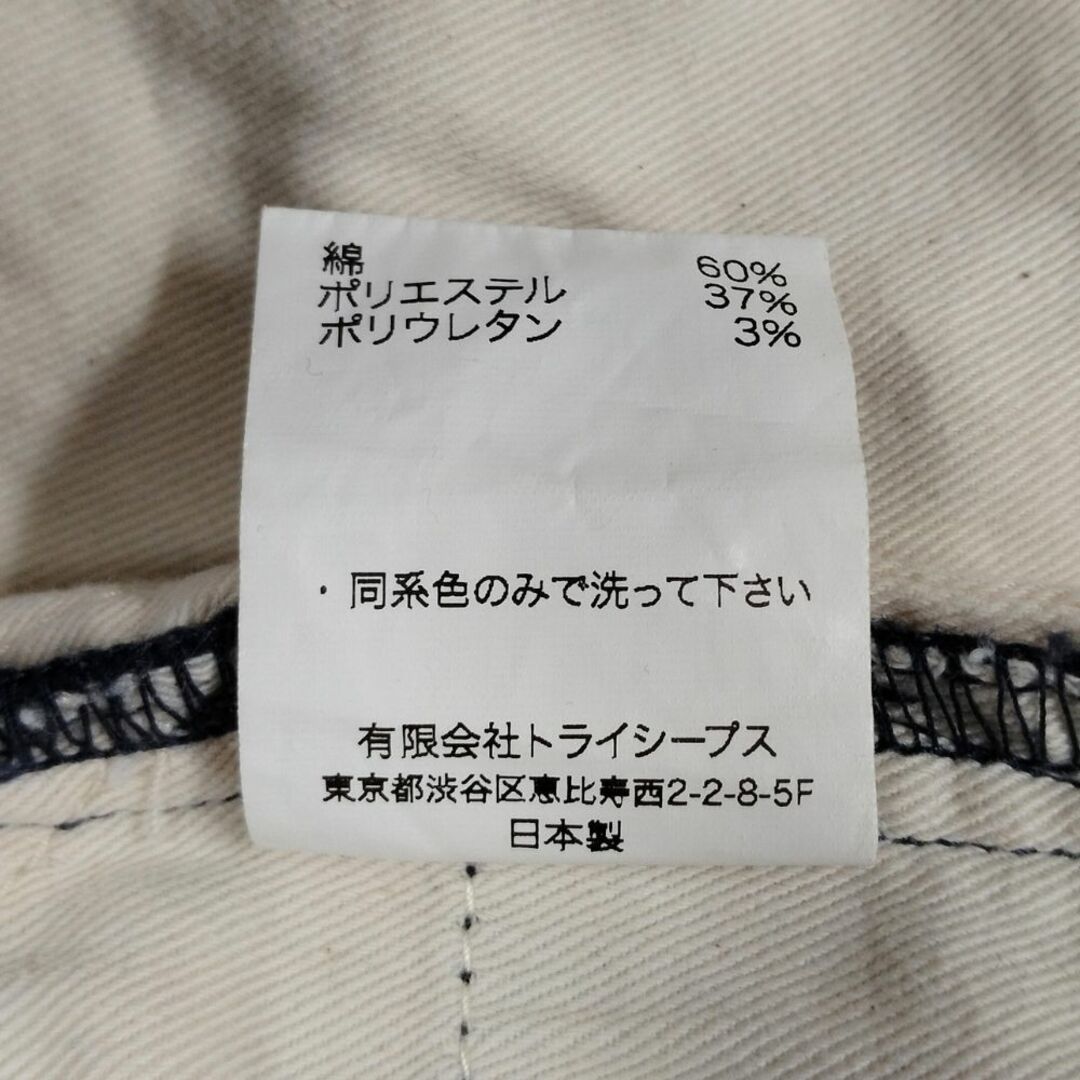 綿 60%
ポリエステル 37%
ポリウレタン 3%
・同系色のみで洗って下さい
有限会社トライシープス
東京都渋谷区恵比寿西2-2-8-5F
日本製